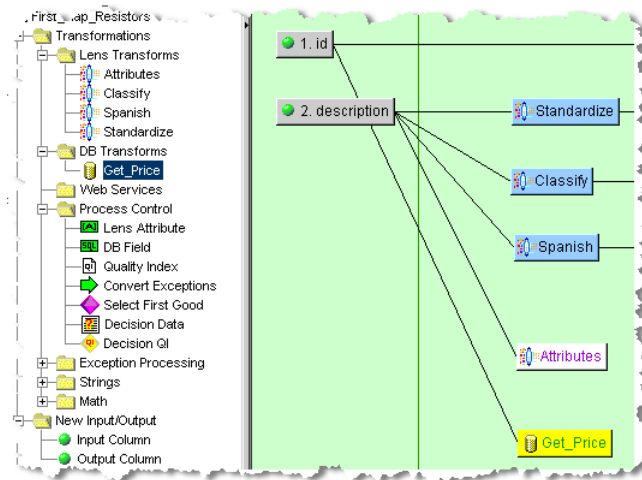 First_Map_Resistors
Transformations
Lens Transforms
Attributes
Classify
Spanish
Standardize
DB Transforms
Get_Price
Web Services
Process Control
Lens Attribute
DB Field
Quality Index
Convert Exceptions
Select First Good
Decision Data
Decision QI
Exception Processing
Strings
Math
New Input/Output
Input Column
Output Column
1. id
2. description
Standardize
Classify
Spanish
Attributes
Get_Price